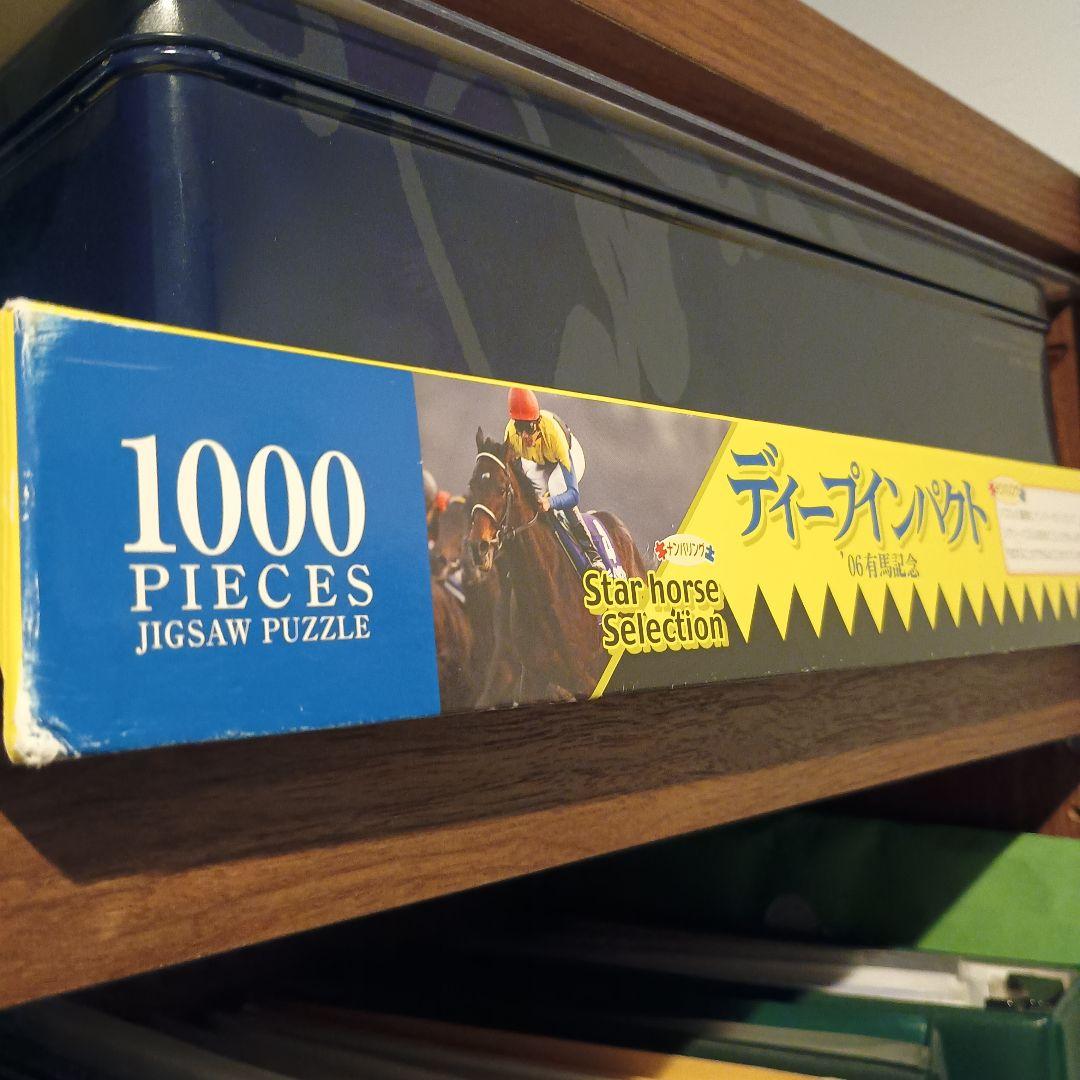 1000
PIECES
JIGSAW PUZZLE
ナンバリング
Star horse
Selection
ディープインパクト
'06有馬記念